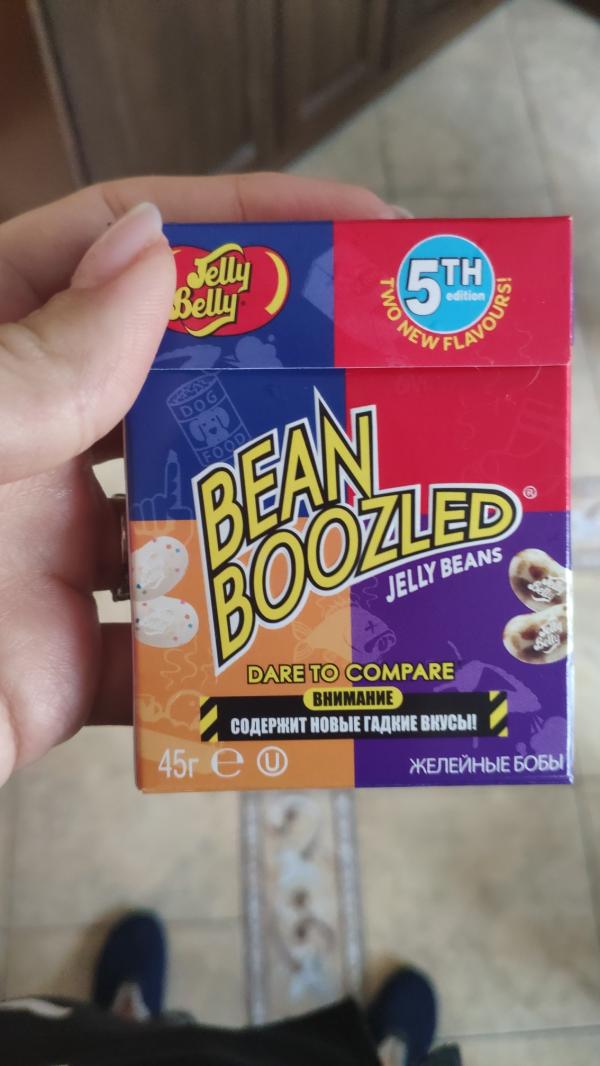 Jelly
Belly
5TH
edition
TWO NEW FLAVOURS!
DOG
FOOD
BEAN
BOOZLED®
JELLY BEANS
DARE TO COMPARE
ВНИМАНИЕ
СОДЕРЖИТ НОВЫЕ ГАДКИЕ ВКУСЫ!
45г e U
ЖЕЛЕЙНЫЕ БОБЫ